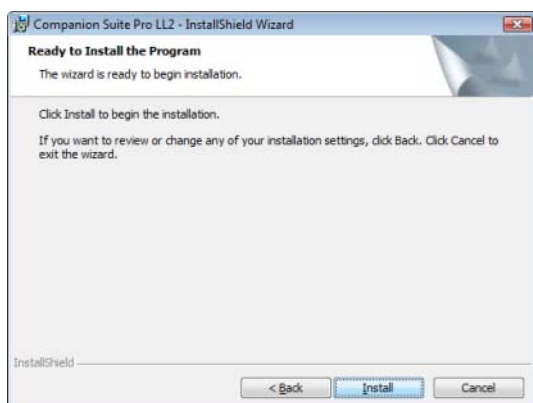 Companion Suite Pro LL2 - InstallShield Wizard
Ready to Install the Program
The wizard is ready to begin installation.
Click Install to begin the installation.
If you want to review or change any of your installation settings, click Back. Click Cancel to
exit the wizard.
InstallShield
< Back
Install
Cancel